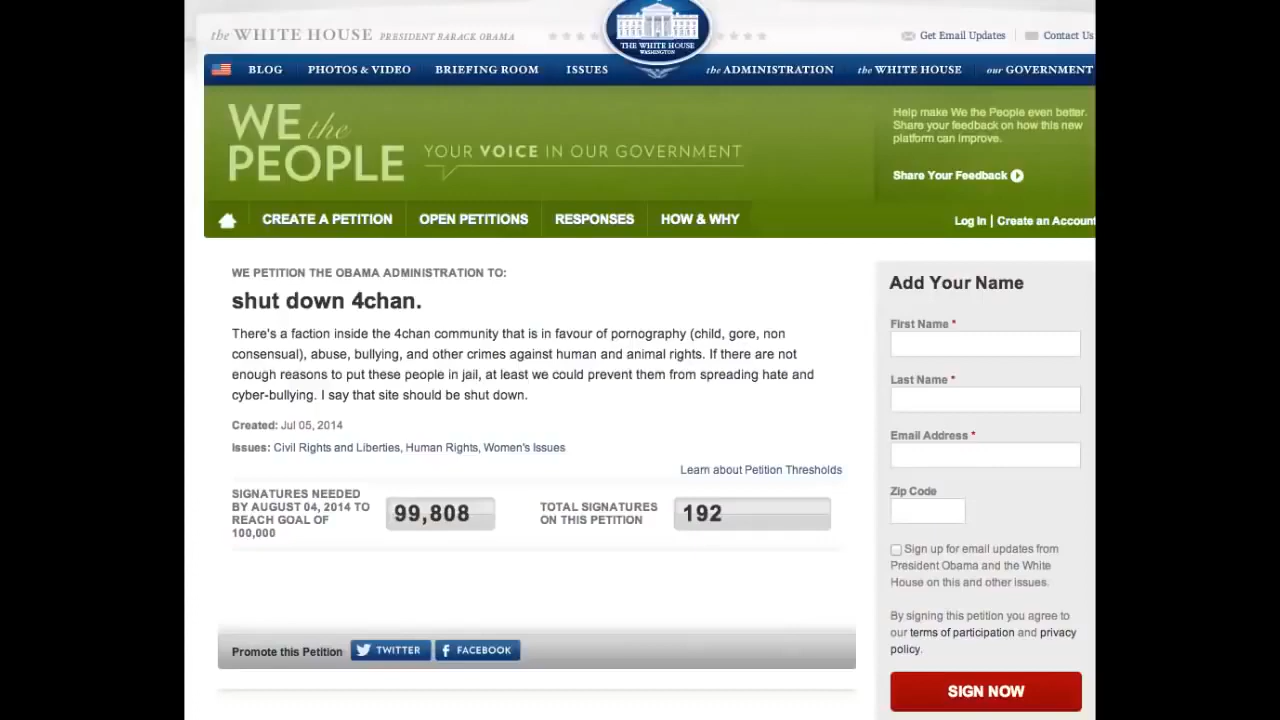 the WHITE HOUSE PRESIDENT BARACK OBAMA
THE WHITE HOUSE
WASHINGTON
Get Email Updates
Contact Us
BLOG
PHOTOS & VIDEO
BRIEFING ROOM
ISSUES
the ADMINISTRATION
the WHITE HOUSE
our GOVERNMENT
WE the
PEOPLE
YOUR VOICE IN OUR GOVERNMENT
Help make We the People even better.
Share your feedback on how this new
platform can improve.
Share Your Feedback
CREATE A PETITION
OPEN PETITIONS
RESPONSES
HOW & WHY
Log In | Create an Account
WE PETITION THE OBAMA ADMINISTRATION TO:
shut down 4chan.
There's a faction inside the 4chan community that is in favour of pornography (child, gore, non
consensual), abuse, bullying, and other crimes against human and animal rights. If there are not
enough reasons to put these people in jail, at least we could prevent them from spreading hate and
cyber-bullying. I say that site should be shut down.
Created: Jul 05, 2014
Issues: Civil Rights and Liberties, Human Rights, Women's Issues
Learn about Petition Thresholds
SIGNATURES NEEDED
BY AUGUST 04, 2014 TO
REACH GOAL OF
100,000
99,808
TOTAL SIGNATURES
ON THIS PETITION
192
Promote this Petition
TWITTER
FACEBOOK
Add Your Name
First Name *
Last Name *
Email Address *
Zip Code
Sign up for email updates from
President Obama and the White
House on this and other issues.
By signing this petition you agree to
our terms of participation and privacy
policy.
SIGN NOW